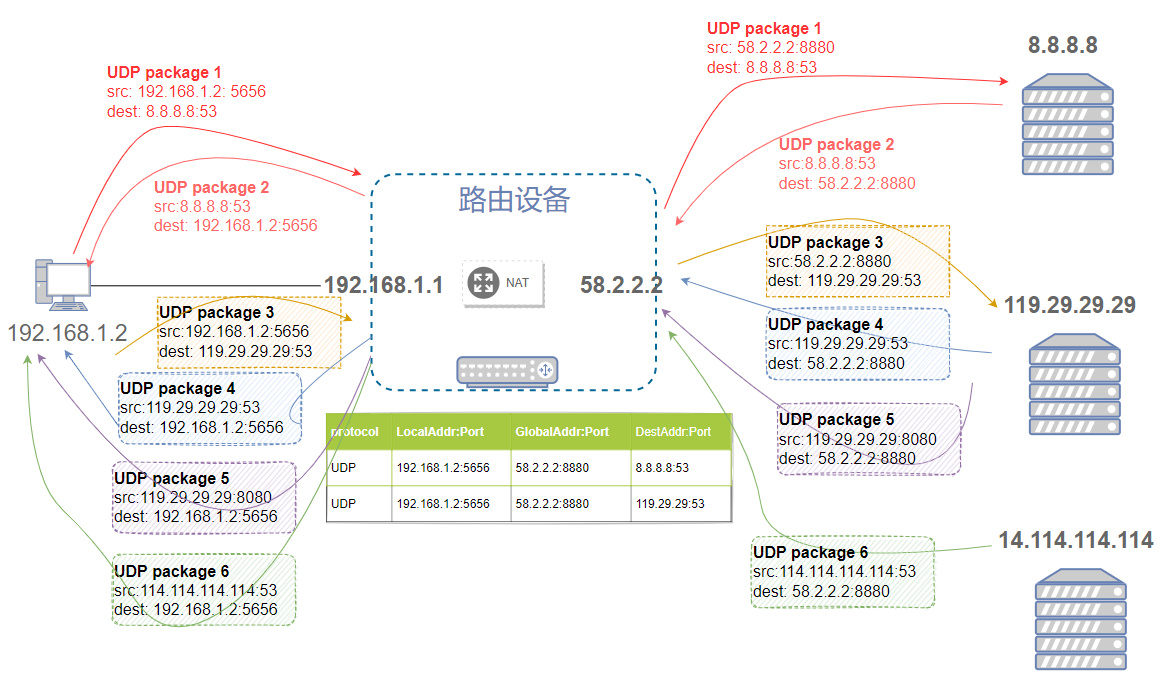 UDP package 1
src: 58.2.2.2:8880
dest: 8.8.8.8:53
8.8.8.8
UDP package 1
src: 192.168.1.2: 5656
dest: 8.8.8.8:53
UDP package 2
src:8.8.8.8:53
dest: 58.2.2.2:8880
UDP package 2
src:8.8.8.8:53
dest: 192.168.1.2:5656
路由设备
192.168.1.1
NAT
58.2.2.2
UDP package 3
src:58.2.2.2:8880
dest: 119.29.29.29:53
119.29.29.29
192.168.1.2
UDP package 3
src:192.168.1.2:5656
dest: 119.29.29.29:53
UDP package 4
src:119.29.29.29:53
dest: 58.2.2.2:8880
UDP package 4
src:119.29.29.29:53
dest: 192.168.1.2:5656
UDP package 5
src:119.29.29.29:8080
dest: 58.2.2.2:8880
protocol LocalAddr:Port GlobalAddr:Port DestAddr:Port
UDP 192.168.1.2:5656 58.2.2.2:8880 8.8.8.8:53
UDP 192.168.1.2:5656 58.2.2.2:8880 119.29.29:53
UDP package 5
src:119.29.29.29:8080
dest: 192.168.1.2:5656
14.114.114.114
UDP package 6
src:114.114.114.114:53
dest: 58.2.2.2:8880
UDP package 6
src:114.114.114.114:53
dest: 192.168.1.2:5656